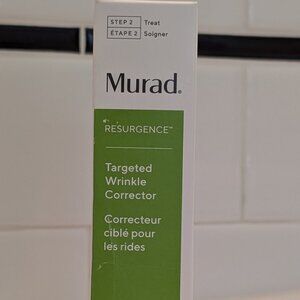 STEP 2 Treat
ÉTAPE 2 Soigner
Murad.
RESURGENCE™
Targeted
Wrinkle
Corrector
Correcteur
ciblé pour
les rides